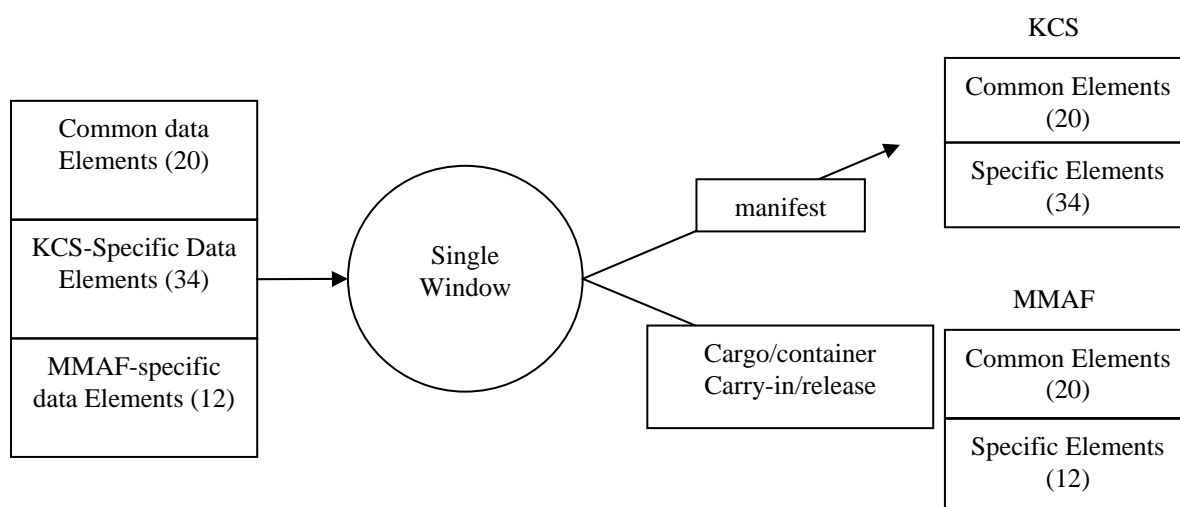 Common data
Elements (20)
KCS-Specific Data
Elements (34)
MMAF-specific
data Elements (12)
Single
Window
manifest
Cargo/container
Carry-in/release
KCS
Common Elements
(20)
Specific Elements
(34)
MMAF
Common Elements
(20)
Specific Elements
(12)